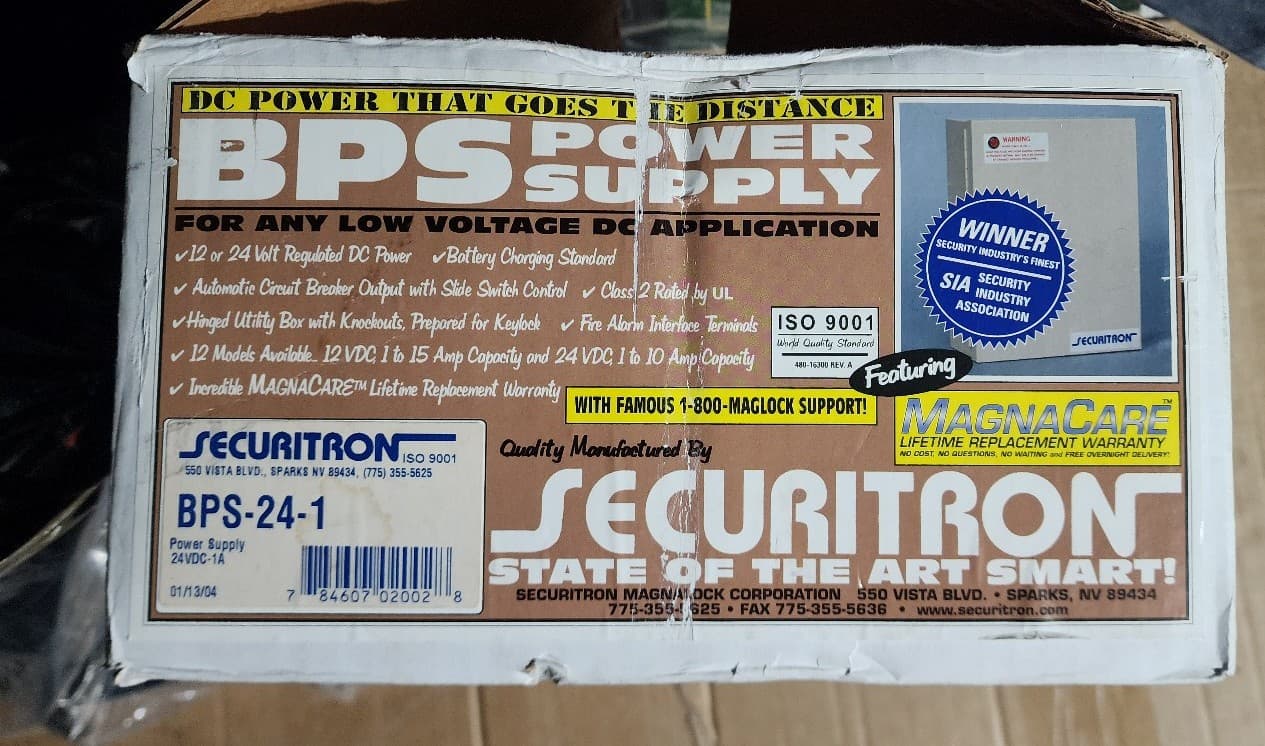 DC POWER THAT GOES THE DISTANCE
BPS POWER SUPPLY
FOR ANY LOW VOLTAGE DC APPLICATION
✓12 or 24 Volt Regulated DC Power ✓Battery Charging Standard
✓ Automatic Circuit Breaker Output with Slide Switch Control ✓ Class 2 Rated by UL
✓Hinged Utility Box with Knockouts, Prepared for Keylock ✓ Fire Alarm Interface Terminals
✓ 12 Models Available... 12 VDC, 1 to 15 Amp Capacity and 24 VDC, 1 to 10 Amp Capacity
✓ Incredible MAGNACARE™ Lifetime Replacement Warranty
ISO 9001
World Quality Standard
480-16300 REV. A
WITH FAMOUS 1-800-MAGLOCK SUPPORT!
WARNING
WINNER
SECURITY INDUSTRY'S FINEST
SIA SECURITY INDUSTRY ASSOCIATION
SECURITRON
Featuring
MAGNACARE™
LIFETIME REPLACEMENT WARRANTY
NO COST, NO QUESTIONS, NO WAITING and FREE OVERNIGHT DELIVERY!
SECURITRON ISO 9001
550 VISTA BLVD., SPARKS NV 89434, (775) 355-5625
BPS-24-1
Power Supply
24VDC-1A
01/13/04
7 84607 02002 8
Quality Manufactured By
SECURITRON
STATE OF THE ART SMART!
SECURITRON MAGNALOCK CORPORATION 550 VISTA BLVD. • SPARKS, NV 89434
775-355-5625 • FAX 775-355-5636 • www.securitron.com